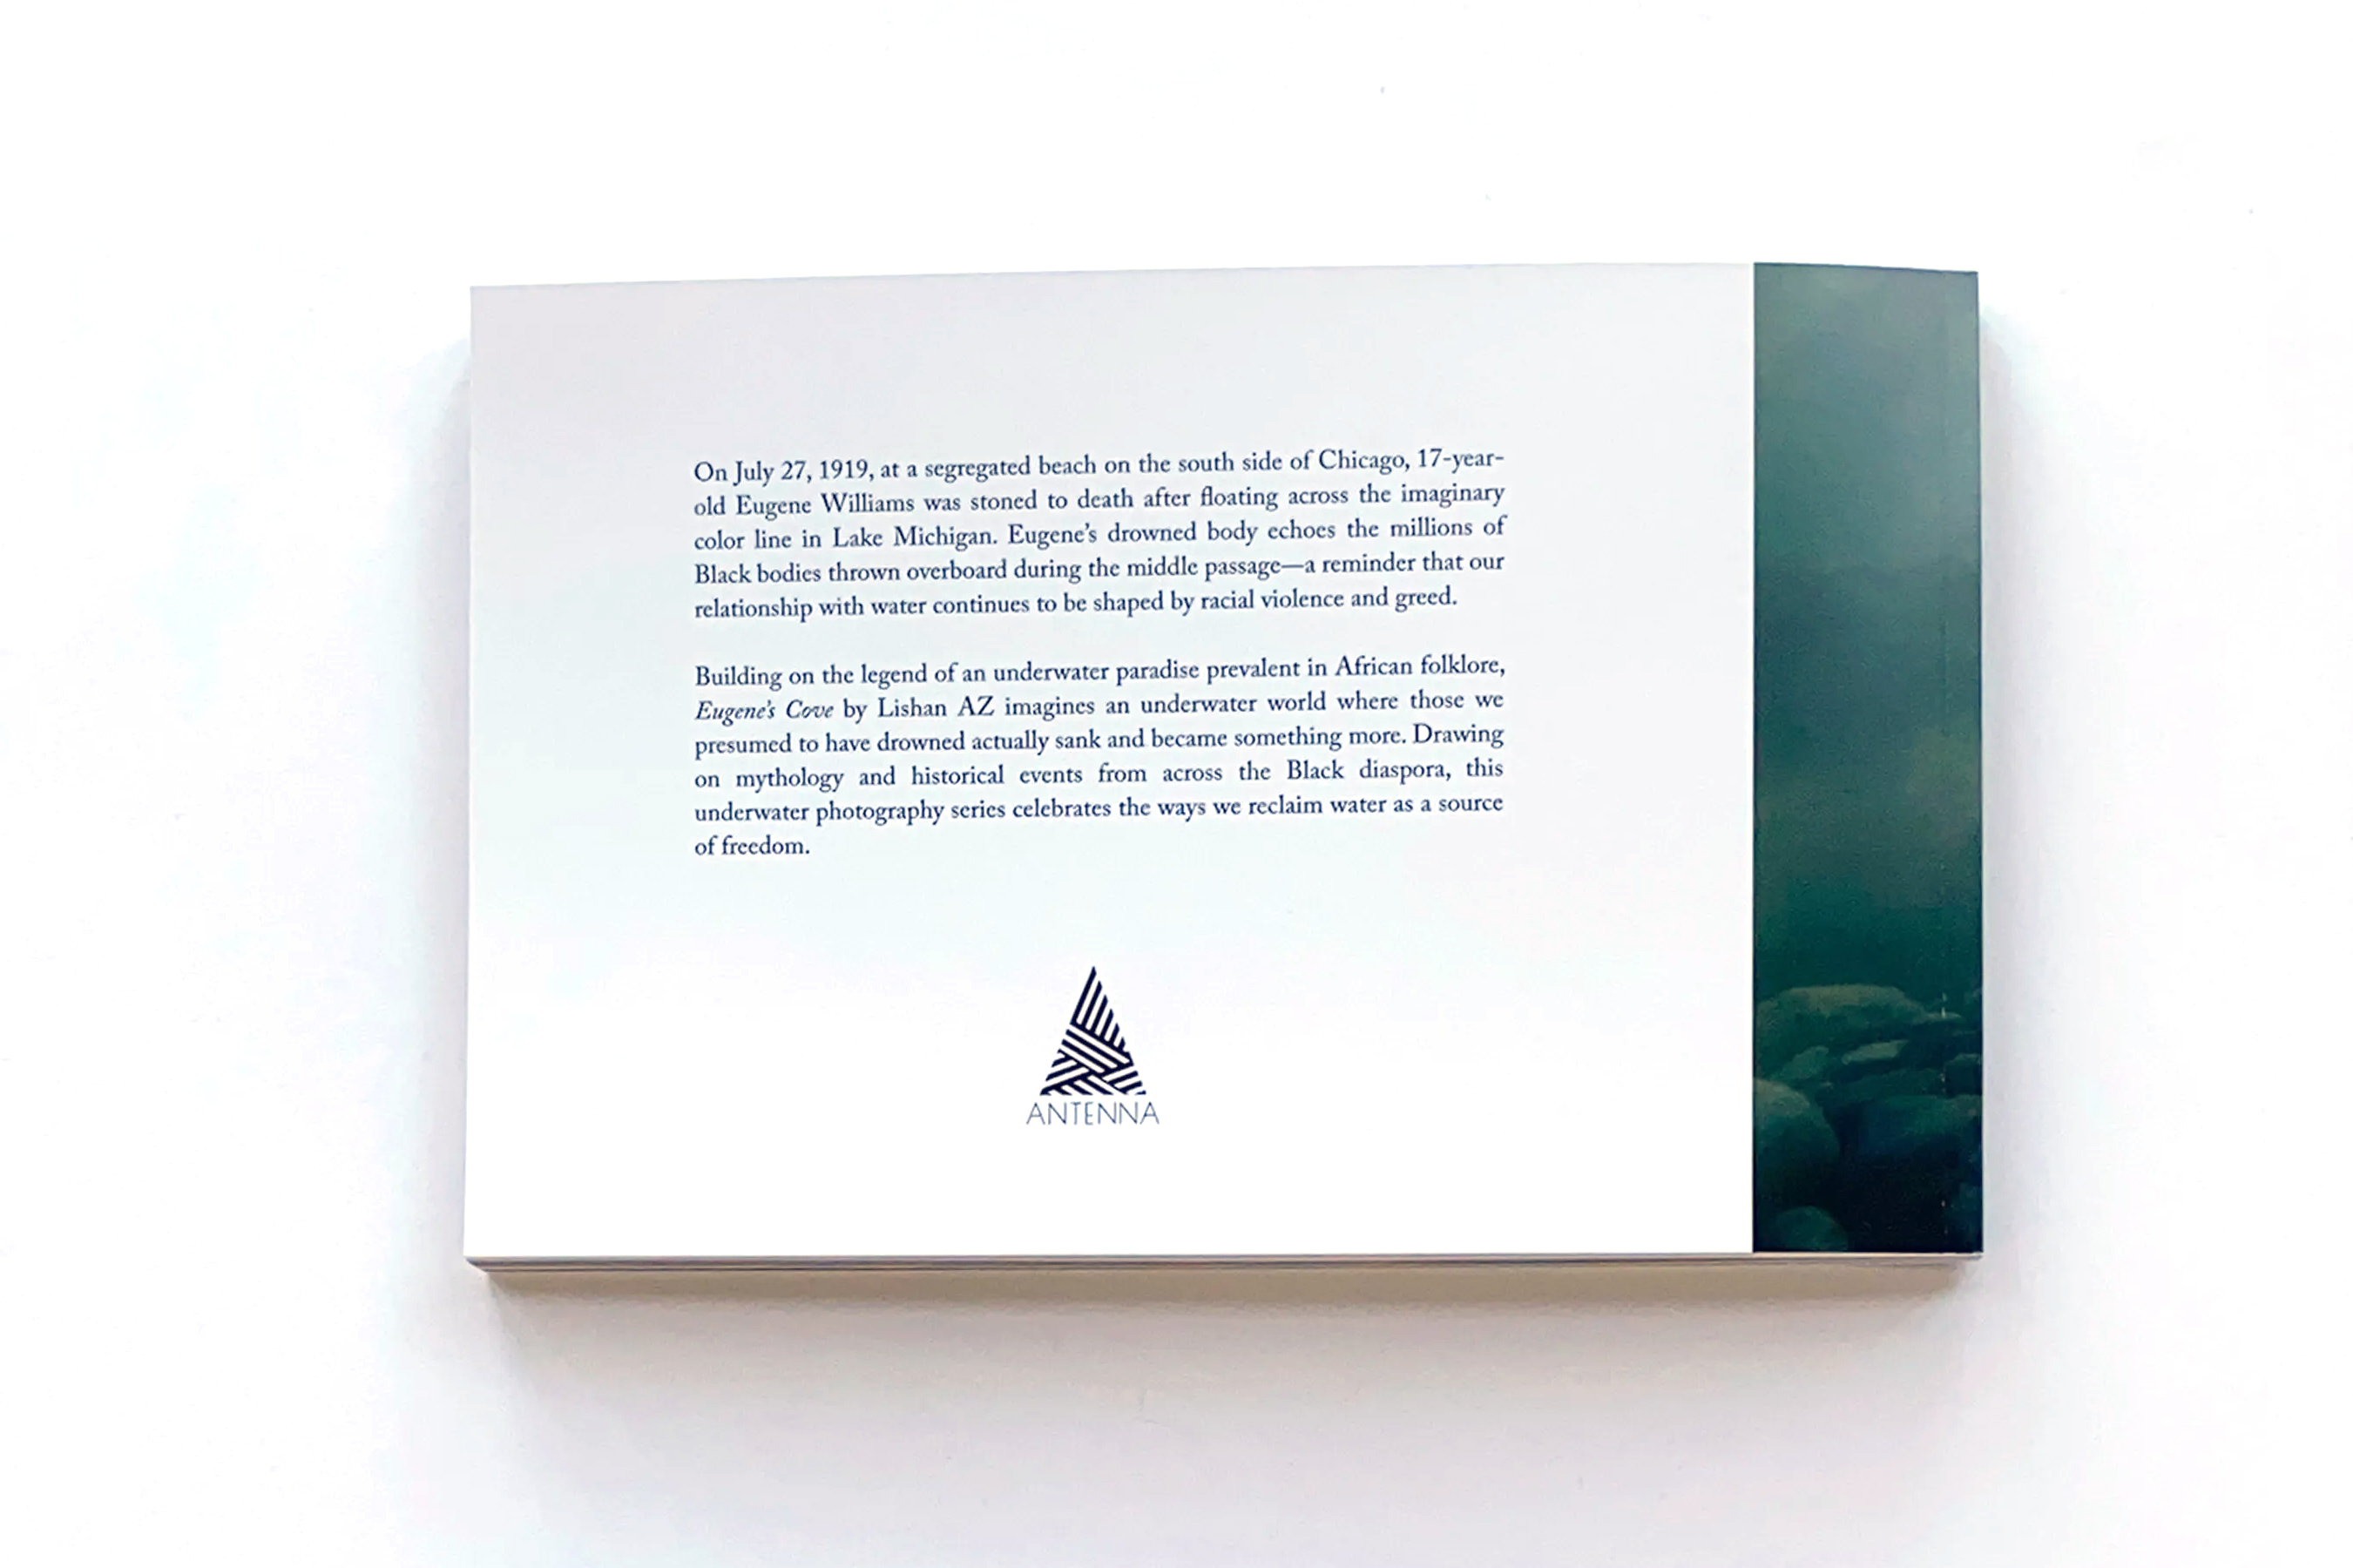 On July 27, 1919, at a segregated beach on the south side of Chicago, 17-year-
old Eugene Williams was stoned to death after floating across the imaginary
color line in Lake Michigan. Eugene’s drowned body echoes the millions of
Black bodies thrown overboard during the middle passage—a reminder that our
relationship with water continues to be shaped by racial violence and greed.
Building on the legend of an underwater paradise prevalent in African folklore,
Eugene’s Cove by Lishan AZ imagines an underwater world where those we
presumed to have drowned actually sank and became something more. Drawing
on mythology and historical events from across the Black diaspora, this
underwater photography series celebrates the ways we reclaim water as a source
of freedom.
ANTENNA